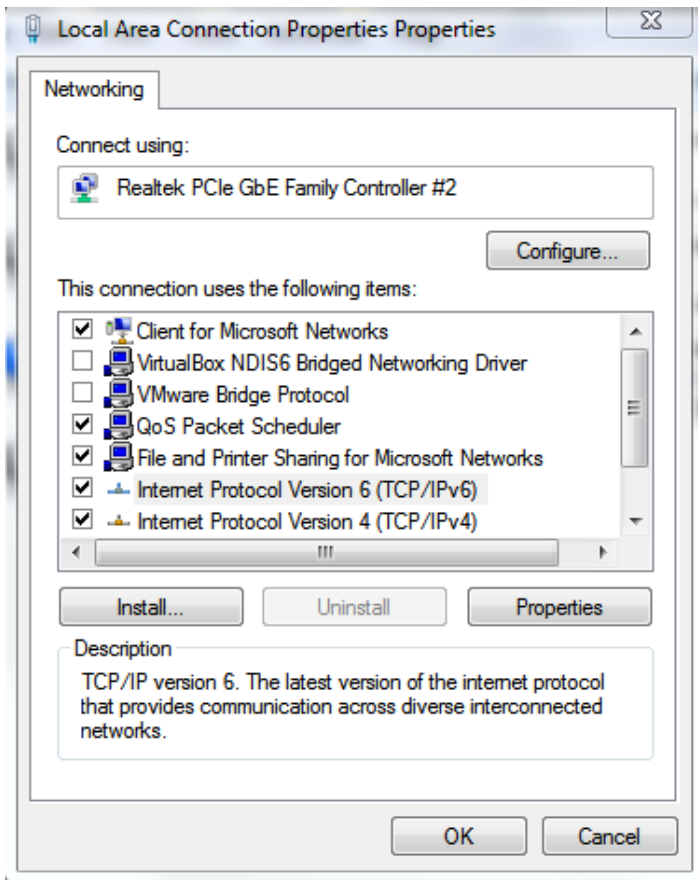 Local Area Connection Properties Properties
Networking
Connect using:
Realtek PCIe GbE Family Controller #2
Configure...
This connection uses the following items:
Client for Microsoft Networks
VirtualBox NDIS6 Bridged Networking Driver
VMware Bridge Protocol
QoS Packet Scheduler
File and Printer Sharing for Microsoft Networks
Internet Protocol Version 6 (TCP/IPv6)
Internet Protocol Version 4 (TCP/IPv4)
Install... Uninstall Properties
Description
TCP/IP version 6. The latest version of the internet protocol
that provides communication across diverse interconnected
networks.
OK Cancel